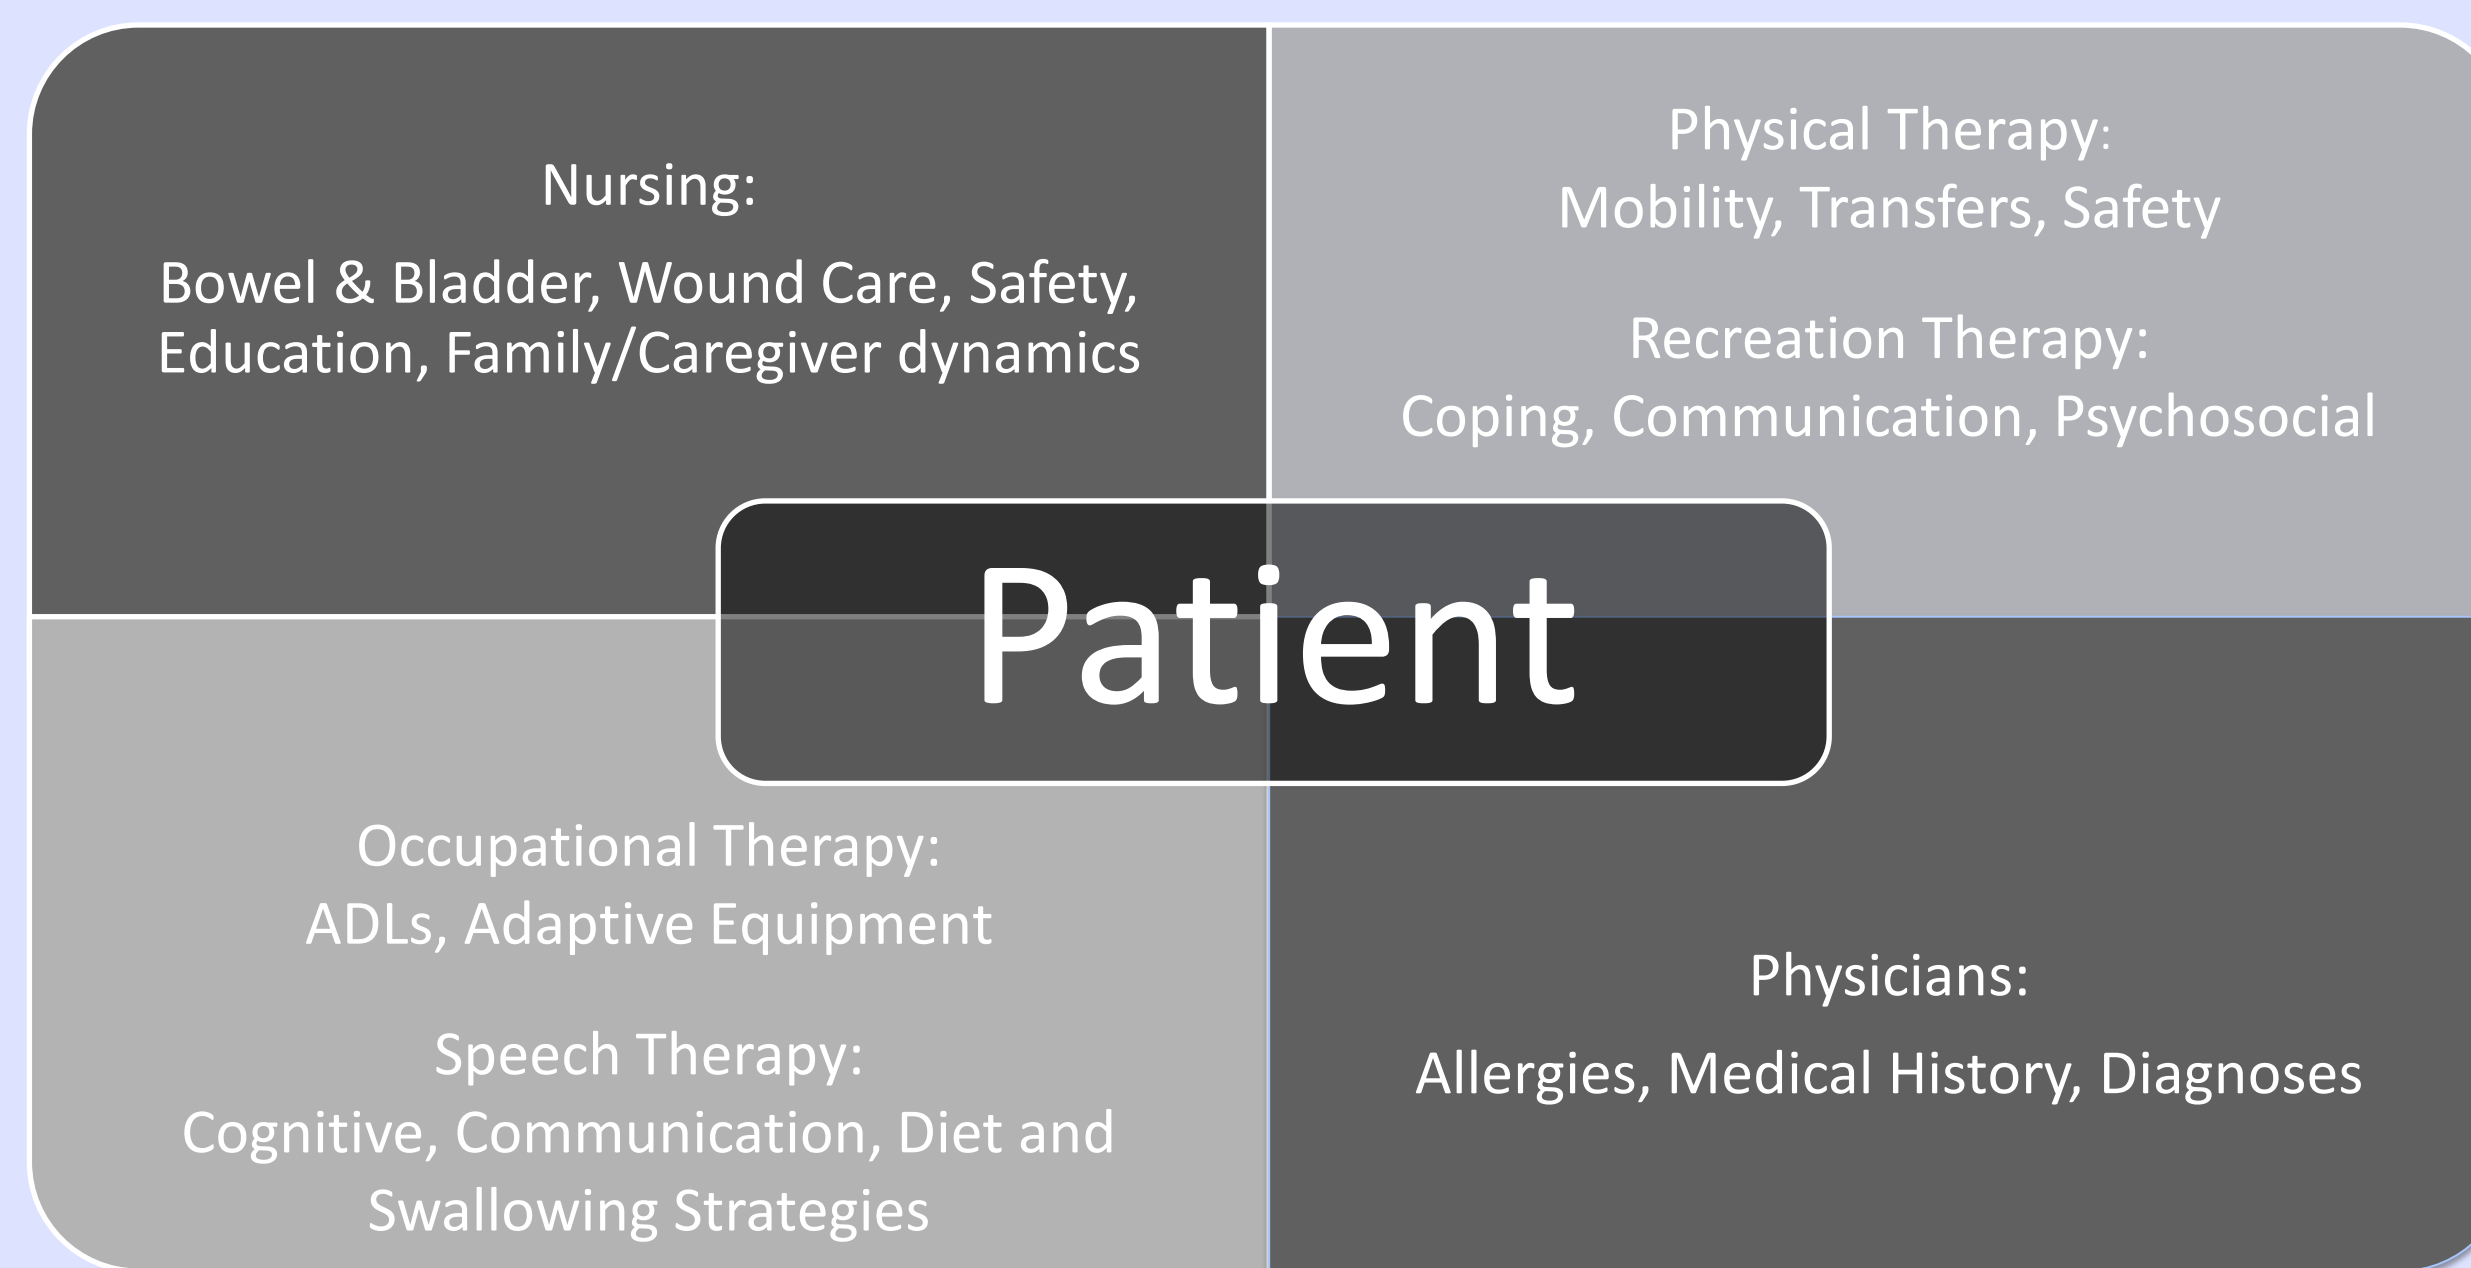 Nursing:
Bowel & Bladder, Wound Care, Safety,
Education, Family/Caregiver dynamics
Physical Therapy:
Mobility, Transfers, Safety
Recreation Therapy:
Coping, Communication, Psychosocial
Patient
Occupational Therapy:
ADLs, Adaptive Equipment
Speech Therapy:
Cognitive, Communication, Diet and
Swallowing Strategies
Physicians:
Allergies, Medical History, Diagnoses